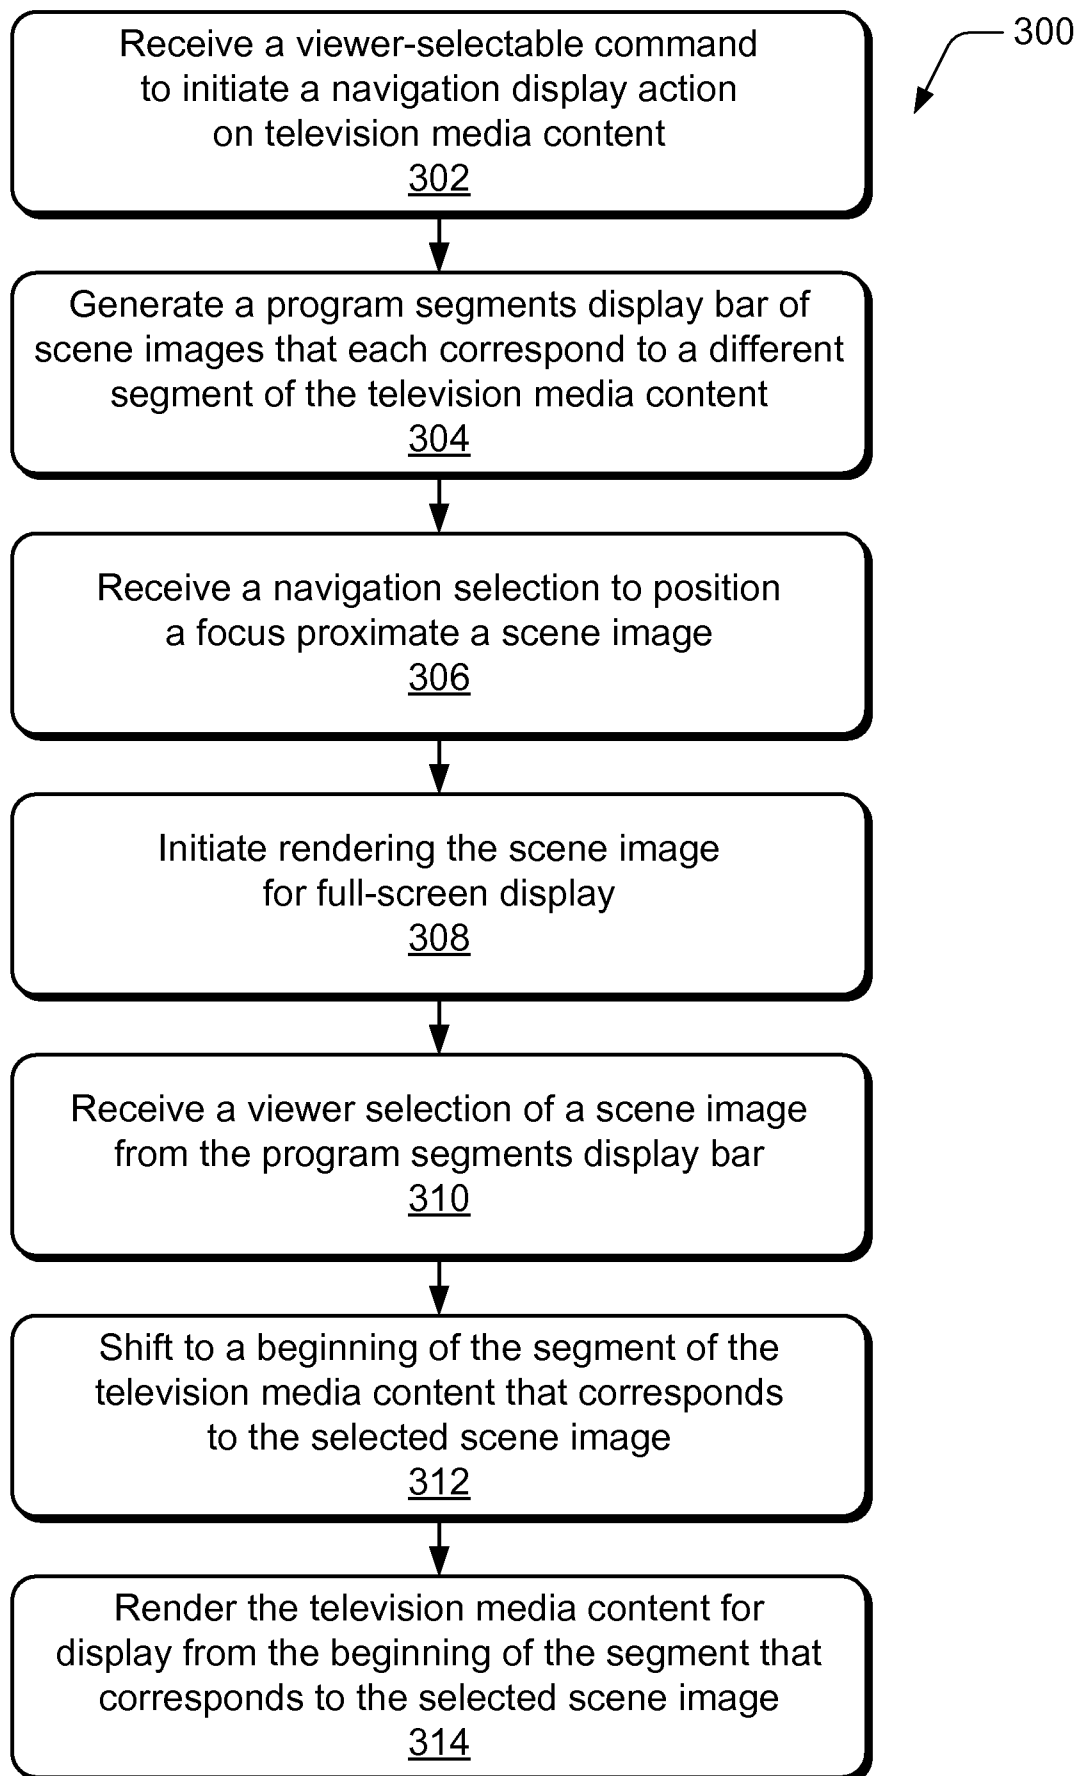 300
Receive a viewer-selectable command
to initiate a navigation display action
on television media content
302
Generate a program segments display bar of
scene images that each correspond to a different
segment of the television media content
304
Receive a navigation selection to position
a focus proximate a scene image
306
Initiate rendering the scene image
for full-screen display
308
Receive a viewer selection of a scene image
from the program segments display bar
310
Shift to a beginning of the segment of the
television media content that corresponds
to the selected scene image
312
Render the television media content for
display from the beginning of the segment that
corresponds to the selected scene image
314